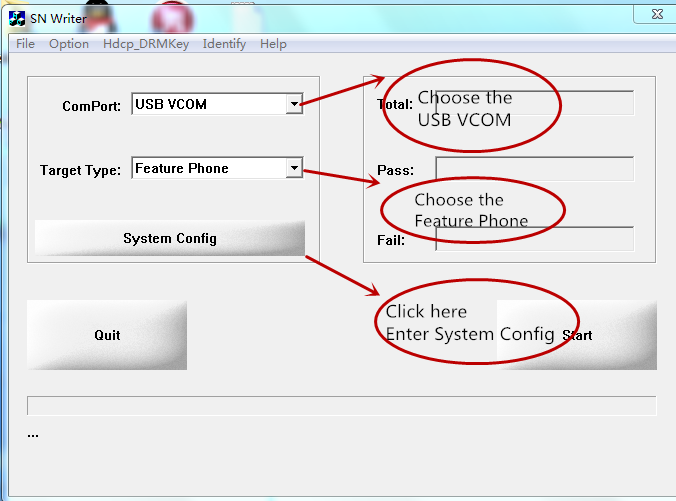 SN Writer
File Option Hdcp_DRMKey Identify Help
ComPort: USB VCOM
Total: Choose the
USB VCOM
Target Type: Feature Phone
Pass:
Choose the
Feature Phone
System Config
Fail:
Click here
Enter System Config
Quit
Start
...